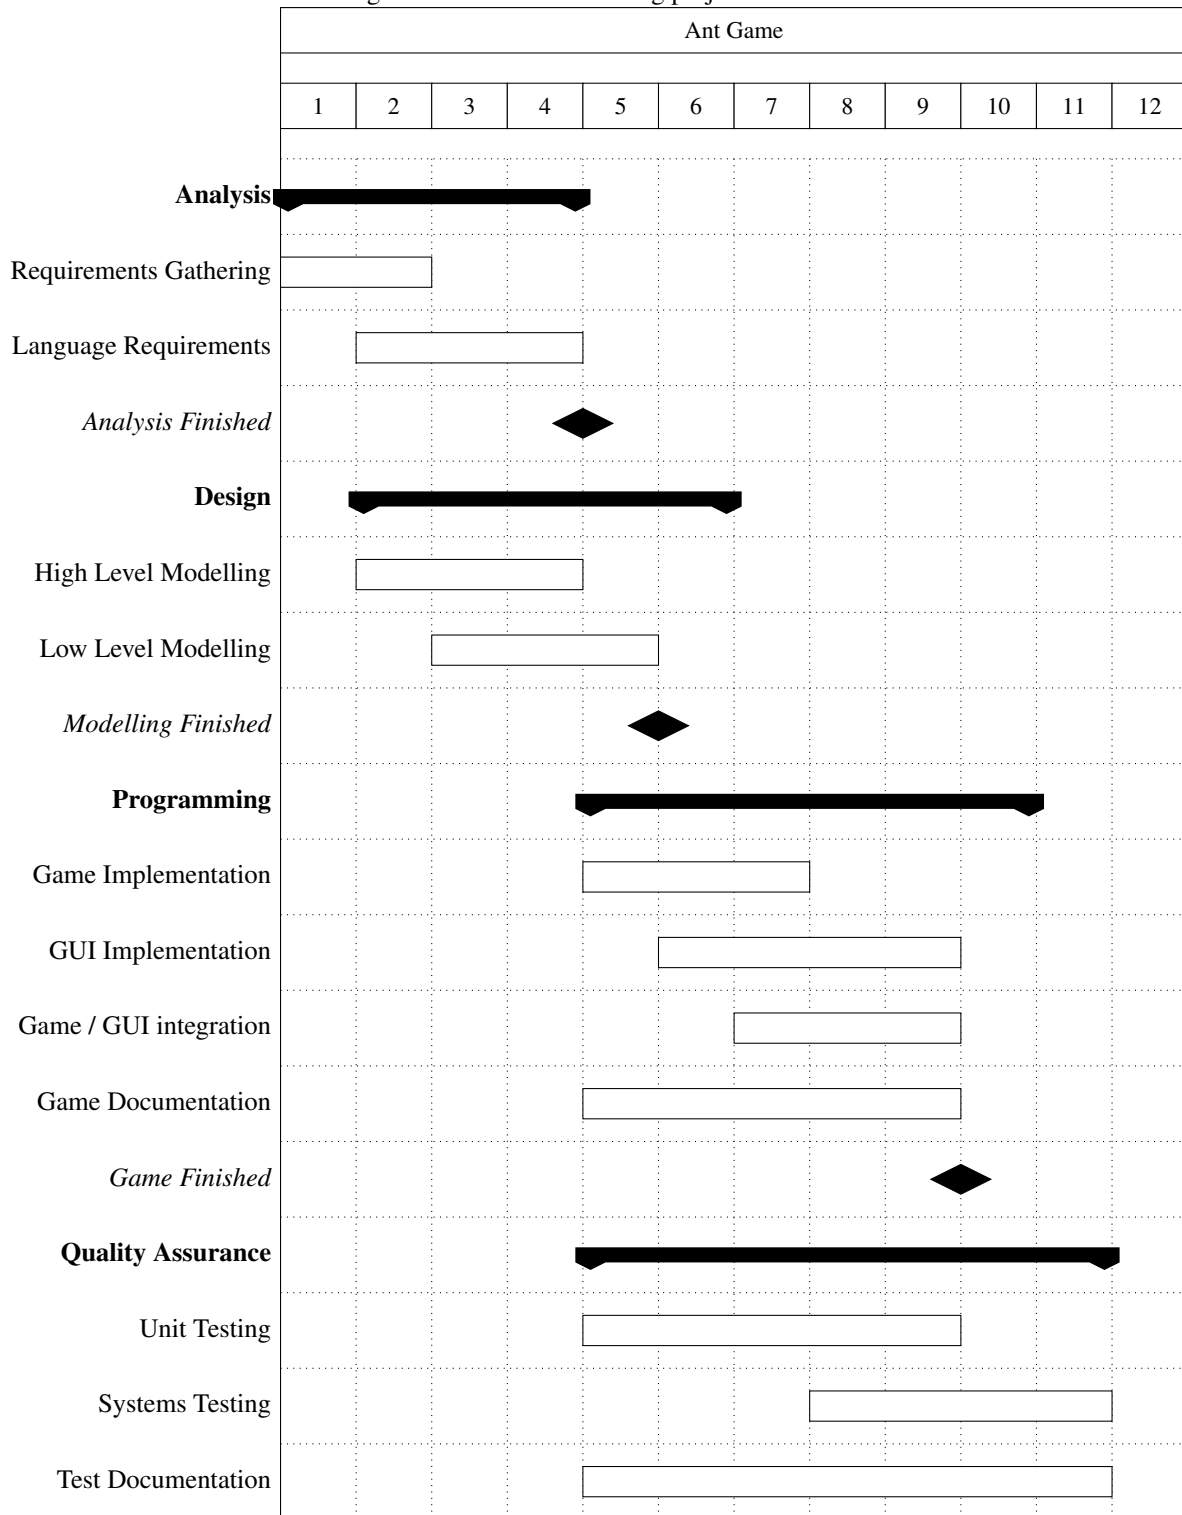 Ant Game
1 2 3 4 5 6 7 8 9 10 11 12
Analysis
Requirements Gathering
Language Requirements
Analysis Finished
Design
High Level Modelling
Low Level Modelling
Modelling Finished
Programming
Game Implementation
GUI Implementation
Game / GUI integration
Game Documentation
Game Finished
Quality Assurance
Unit Testing
Systems Testing
Test Documentation